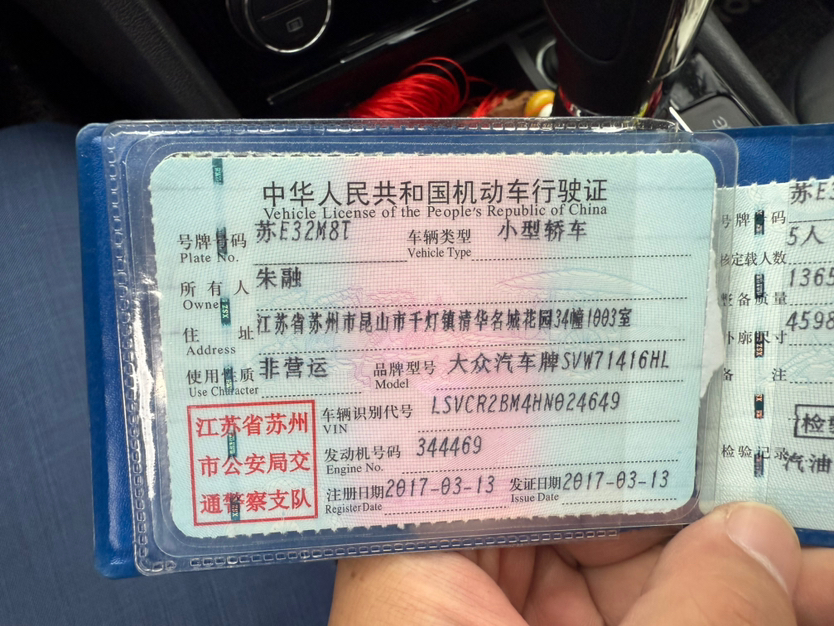 中华人民共和国机动车行驶证
Vehicle License of the People's Republic of China
号牌号码 苏E32M8T 车辆类型 小型轿车
Plate No. Vehicle Type
所有人 朱融
Owner
住址 江苏省苏州市昆山市千灯镇清华名城花园34幢1003室
Address
使用性质 非营运 品牌型号 大众汽车牌SVW71416HL
Use Character Model
江苏省苏州
市公安局交
通警察支队
车辆识别代号 LSVCR2BM4HN024649
VIN
发动机号码 344469
Engine No.
注册日期 2017-03-13 发证日期 2017-03-13
Register Date Issue Date
号牌号码 苏E3
核定载人数 5人
整备质量 1365
外廓尺寸 4598
备注
检验记录 检验
汽油